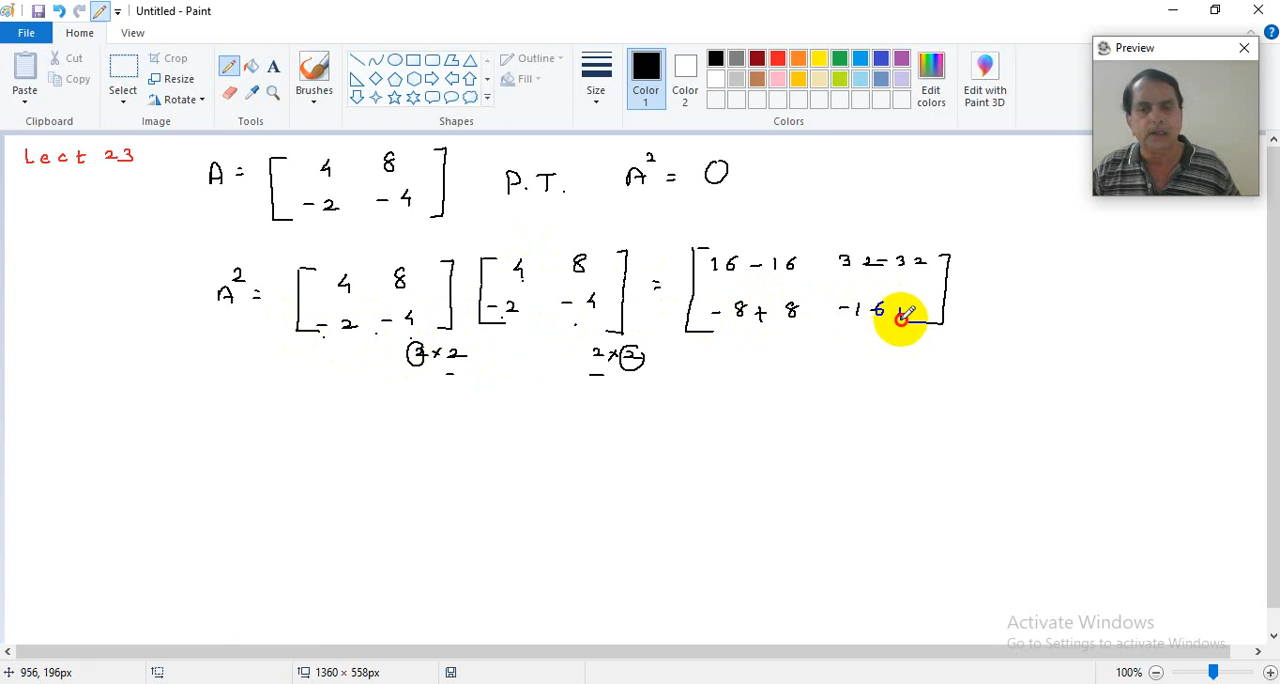 Untitled - Paint
File Home View
Paste
Cut
Copy
Clipboard
Select
Crop
Resize
Rotate
Image
A
Tools
Brushes
Outline
Fill
Shapes
Size
Color 1
Color 2
Edit colors
Edit with Paint 3D
Colors
?
Preview
Lect 23
A = [ 4 8
- 2 - 4 ] P.T. A² = 0
A² = [ 4 8
- 2 - 4 ] [ 4 8
- 2 - 4 ] = [ 16 - 16 32 - 32
- 8 + 8 - 16 + ]
2 × 2 2 × 2
Activate Windows
Go to Settings to activate Windows.
956, 196px 1360 × 558px 100%